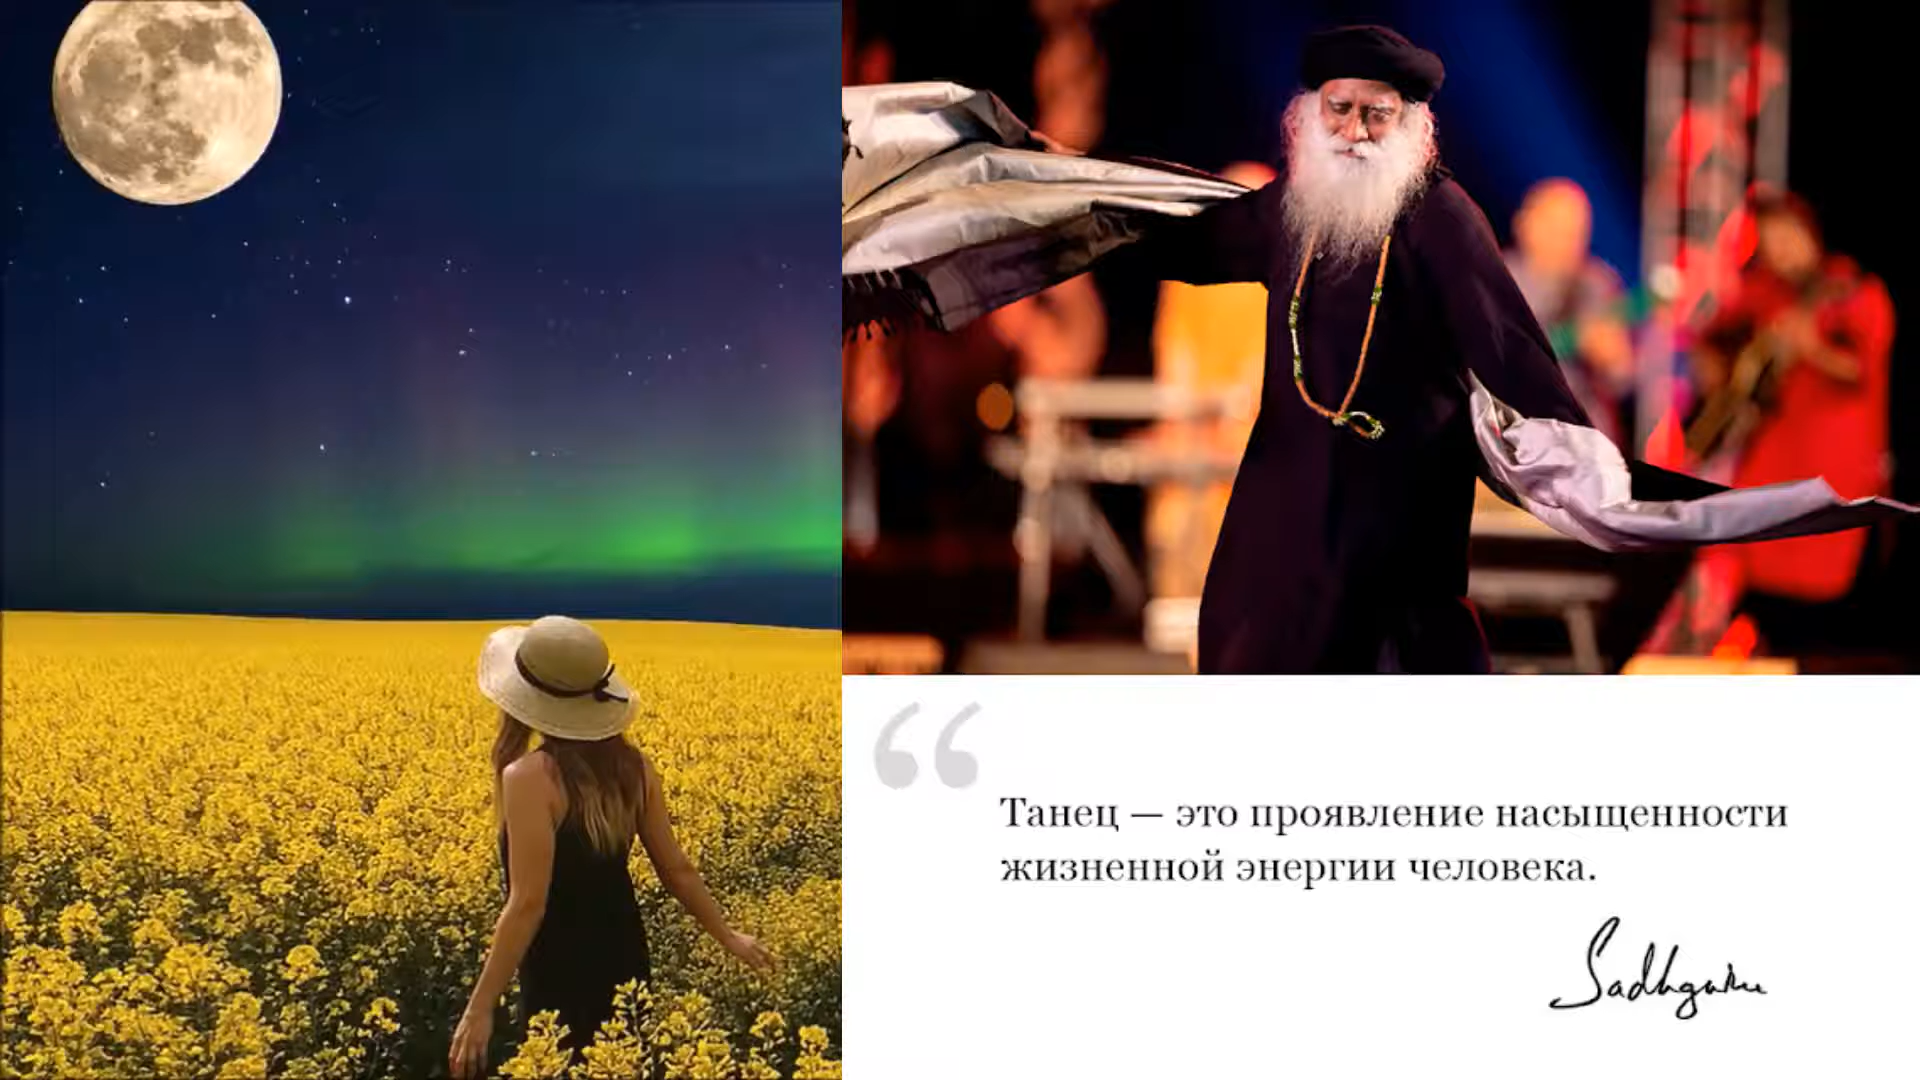 Танец — это проявление насыщенности
жизненной энергии человека.
Sadhguru